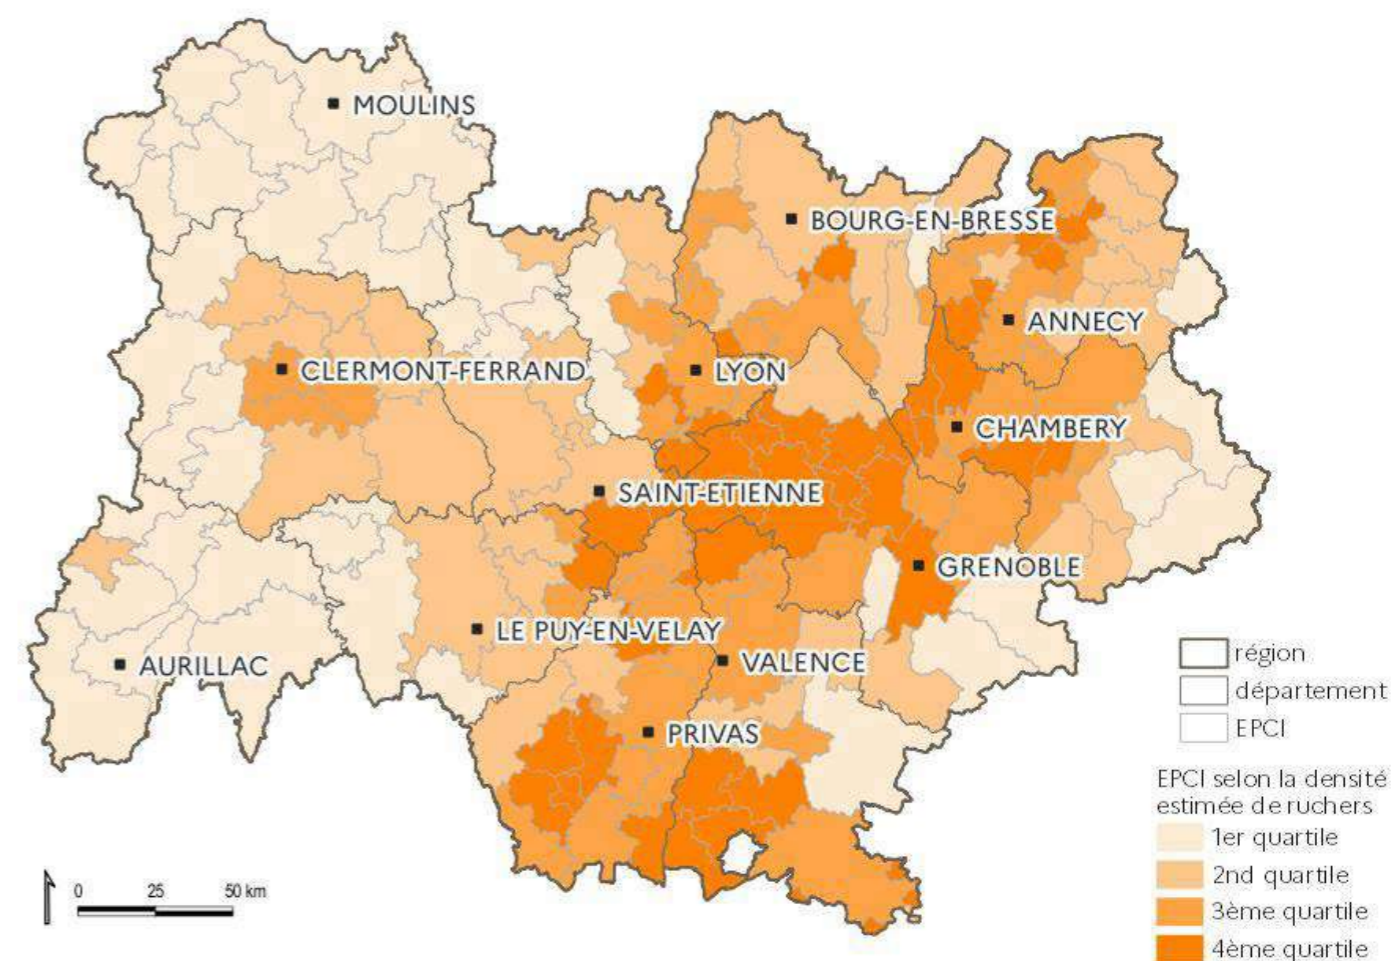 MOULINS
BOURG-EN-BRESSE
ANNECY
CLERMONT-FERRAND
LYON
CHAMBERY
SAINT-ETIENNE
GRENOBLE
LE PUY-EN-VELAY
VALENCE
AURILLAC
PRIVAS
région
département
EPCI
EPCI selon la densité
estimée de ruchers
1er quartile
2nd quartile
3ème quartile
4ème quartile
0 25 50 km